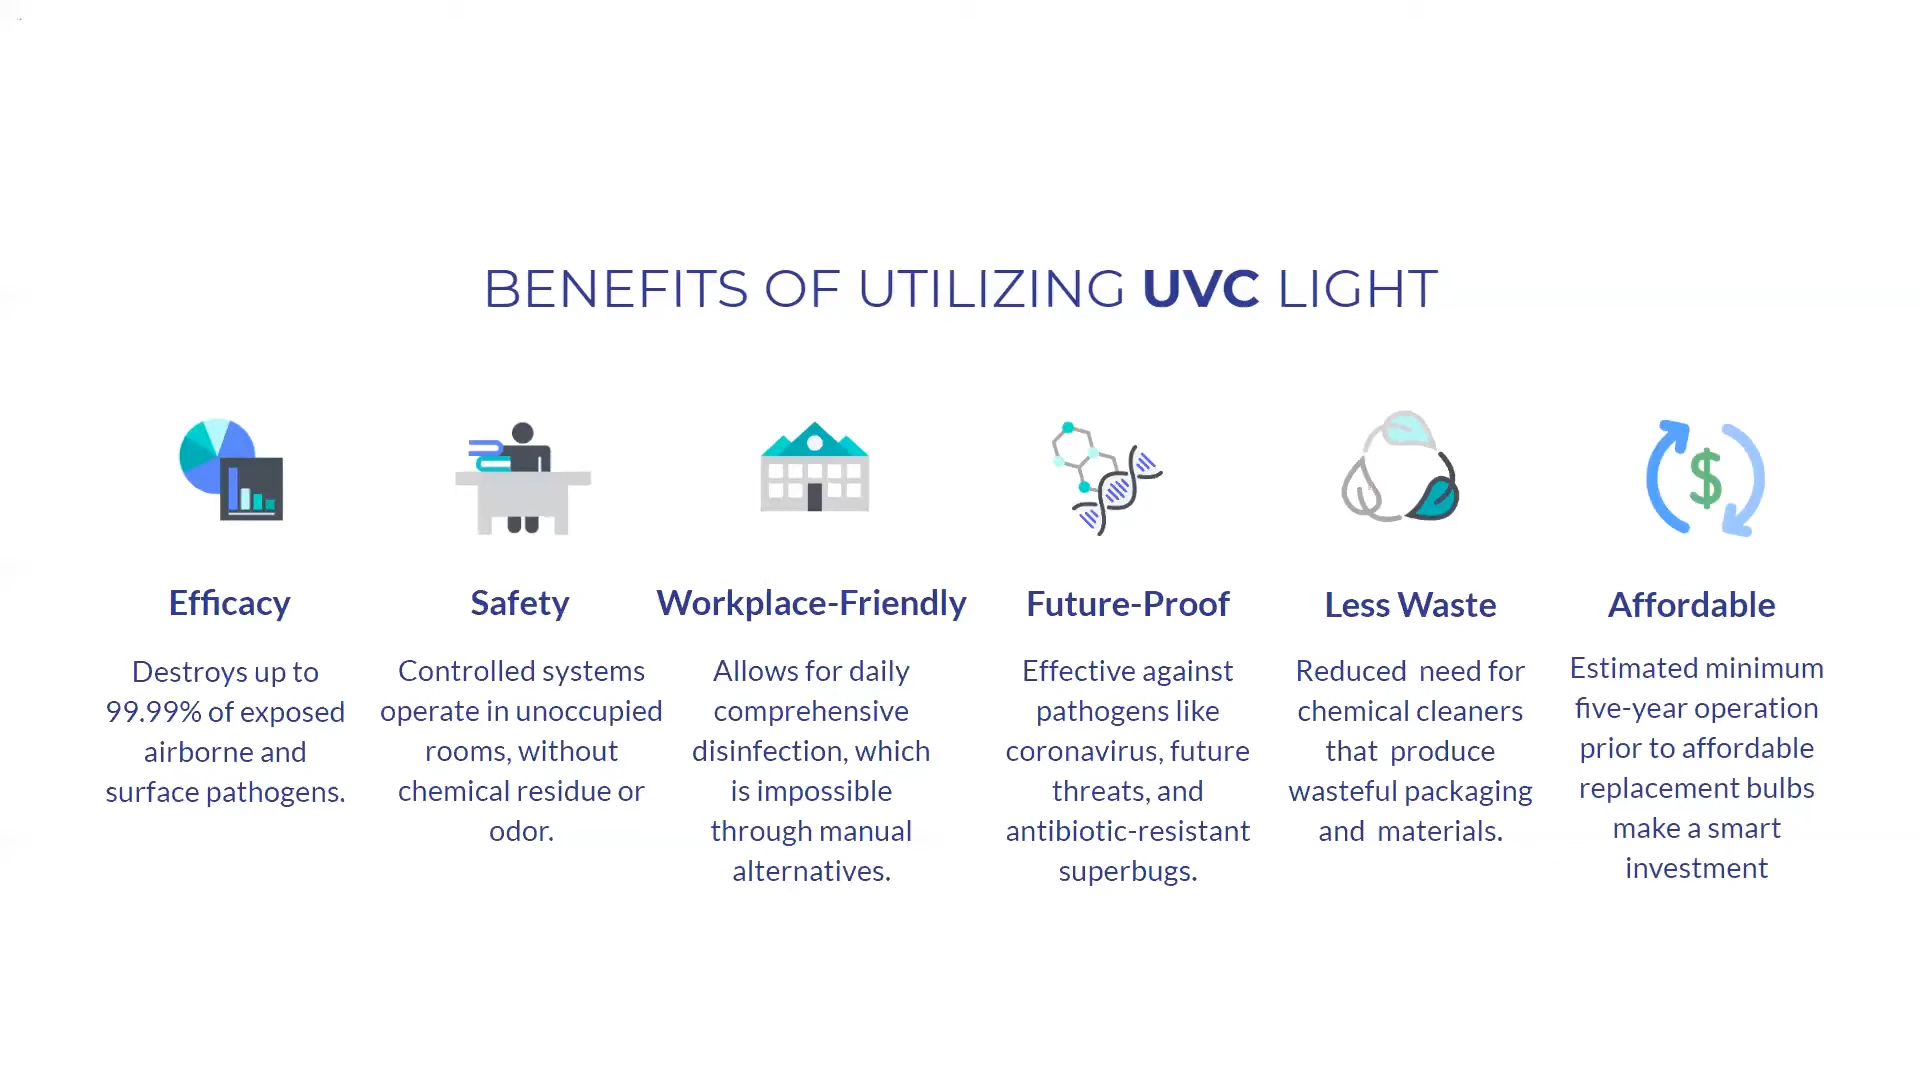 BENEFITS OF UTILIZING UVC LIGHT
Efficacy
Destroys up to
99.99% of exposed
airborne and
surface pathogens.
Safety
Controlled systems
operate in unoccupied
rooms, without
chemical residue or
odor.
Workplace-Friendly
Allows for daily
comprehensive
disinfection, which
is impossible
through manual
alternatives.
Future-Proof
Effective against
pathogens like
coronavirus, future
threats, and
antibiotic-resistant
superbugs.
Less Waste
Reduced need for
chemical cleaners
that produce
wasteful packaging
and materials.
Affordable
Estimated minimum
five-year operation
prior to affordable
replacement bulbs
make a smart
investment